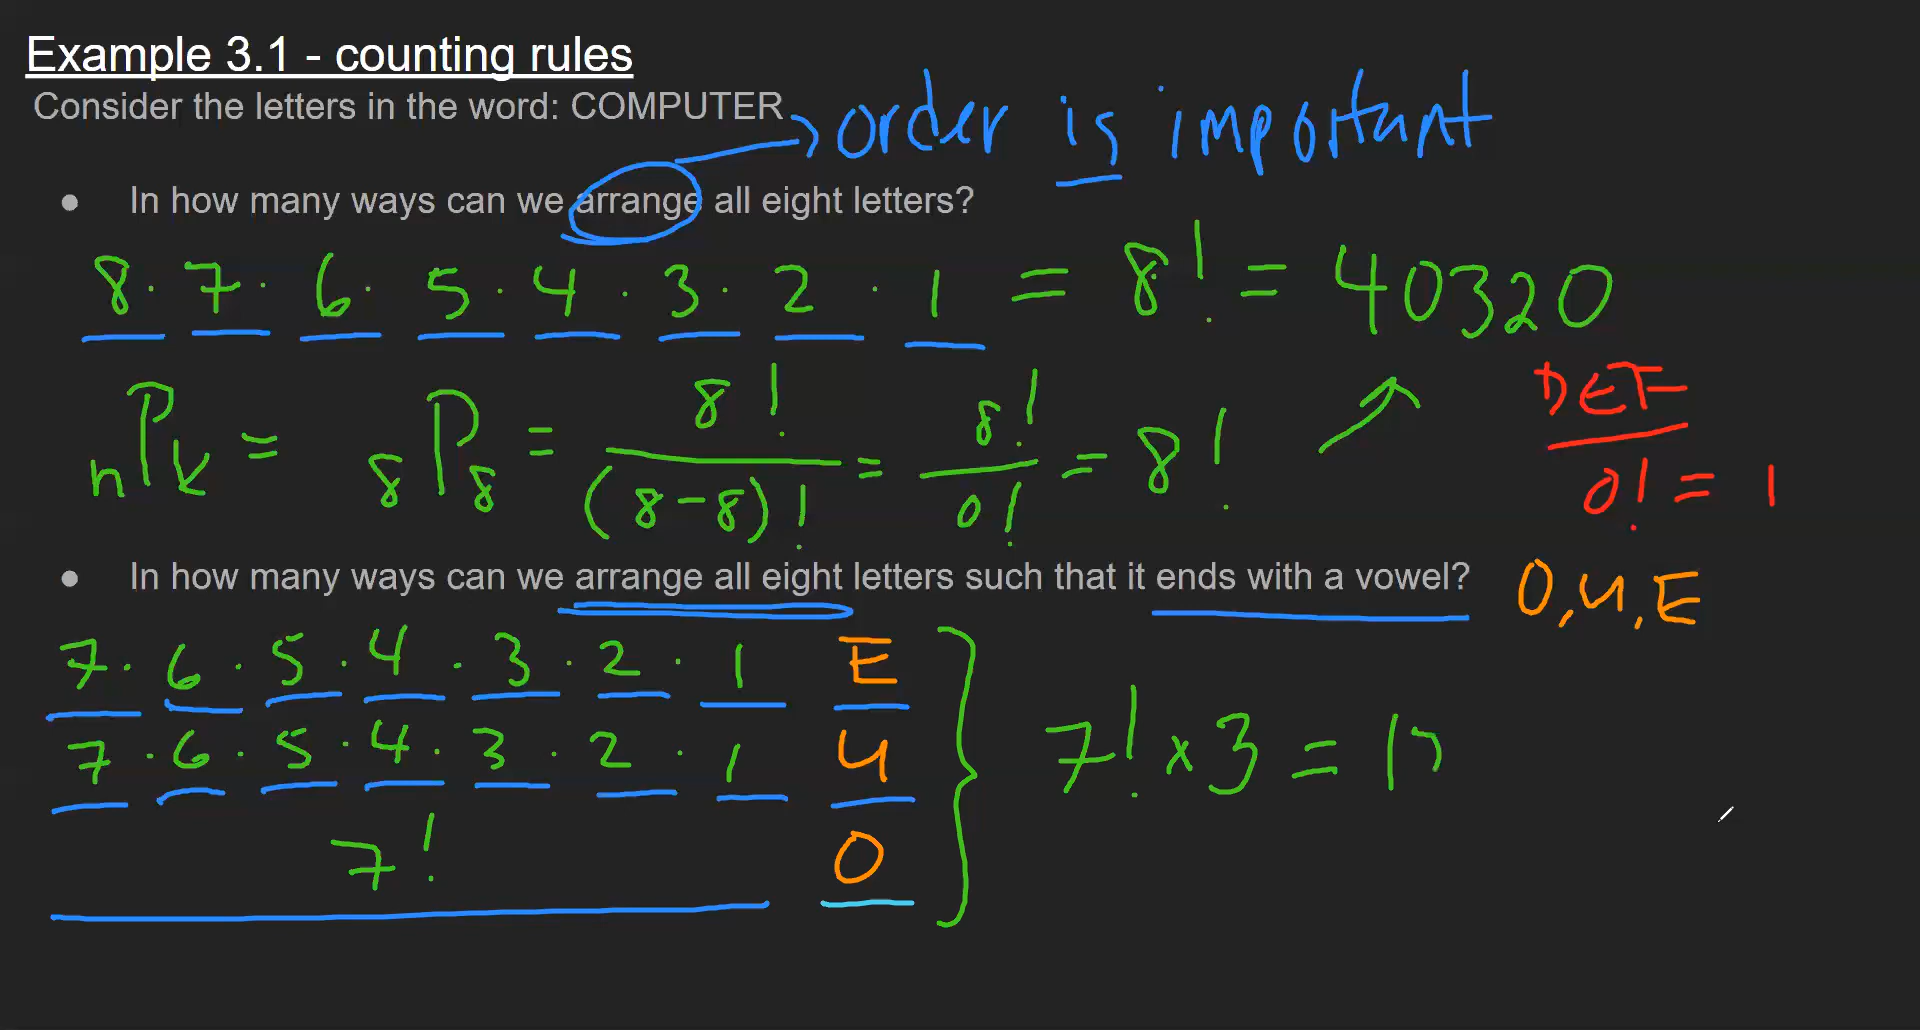 Example 3.1 - counting rules
Consider the letters in the word: COMPUTER
order is important
● In how many ways can we arrange all eight letters?
8 · 7 · 6 · 5 · 4 · 3 · 2 · 1 = 8! = 40320
nPk = 8P8 = 8!/(8-8)! = 8!/0! = 8!
0! = 1
● In how many ways can we arrange all eight letters such that it ends with a vowel?
O, U, E
7 · 6 · 5 · 4 · 3 · 2 · 1 E
7 · 6 · 5 · 4 · 3 · 2 · 1 U
7! × 3 = 1
7! O